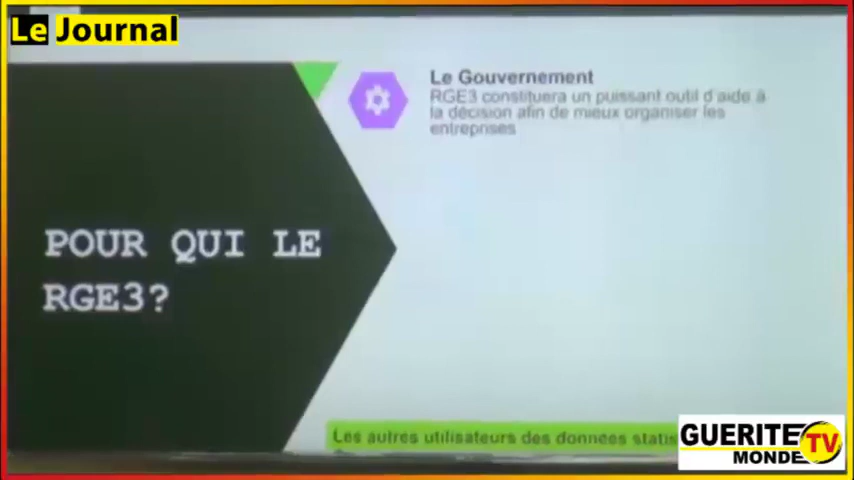 Le Journal
Le Gouvernement
RGE3 constituera un puissant outil d'aide à
la décision afin de mieux organiser les
entreprises
POUR QUI LE
RGE3?
Les autres utilisateurs des données statis
GUERITE TV
MONDE